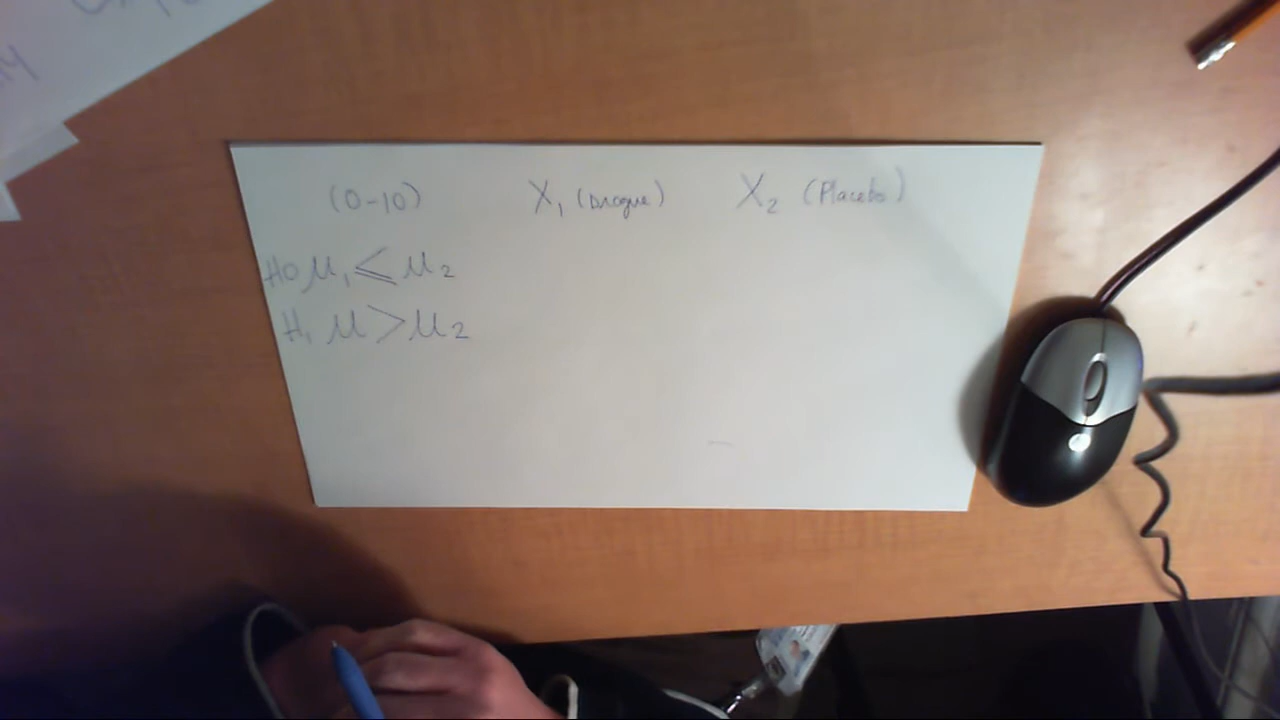 (0-10) X₁ (Drogue) X₂ (Placebo)
H0 μ₁ ≤ μ₂
H₁ μ > μ₂